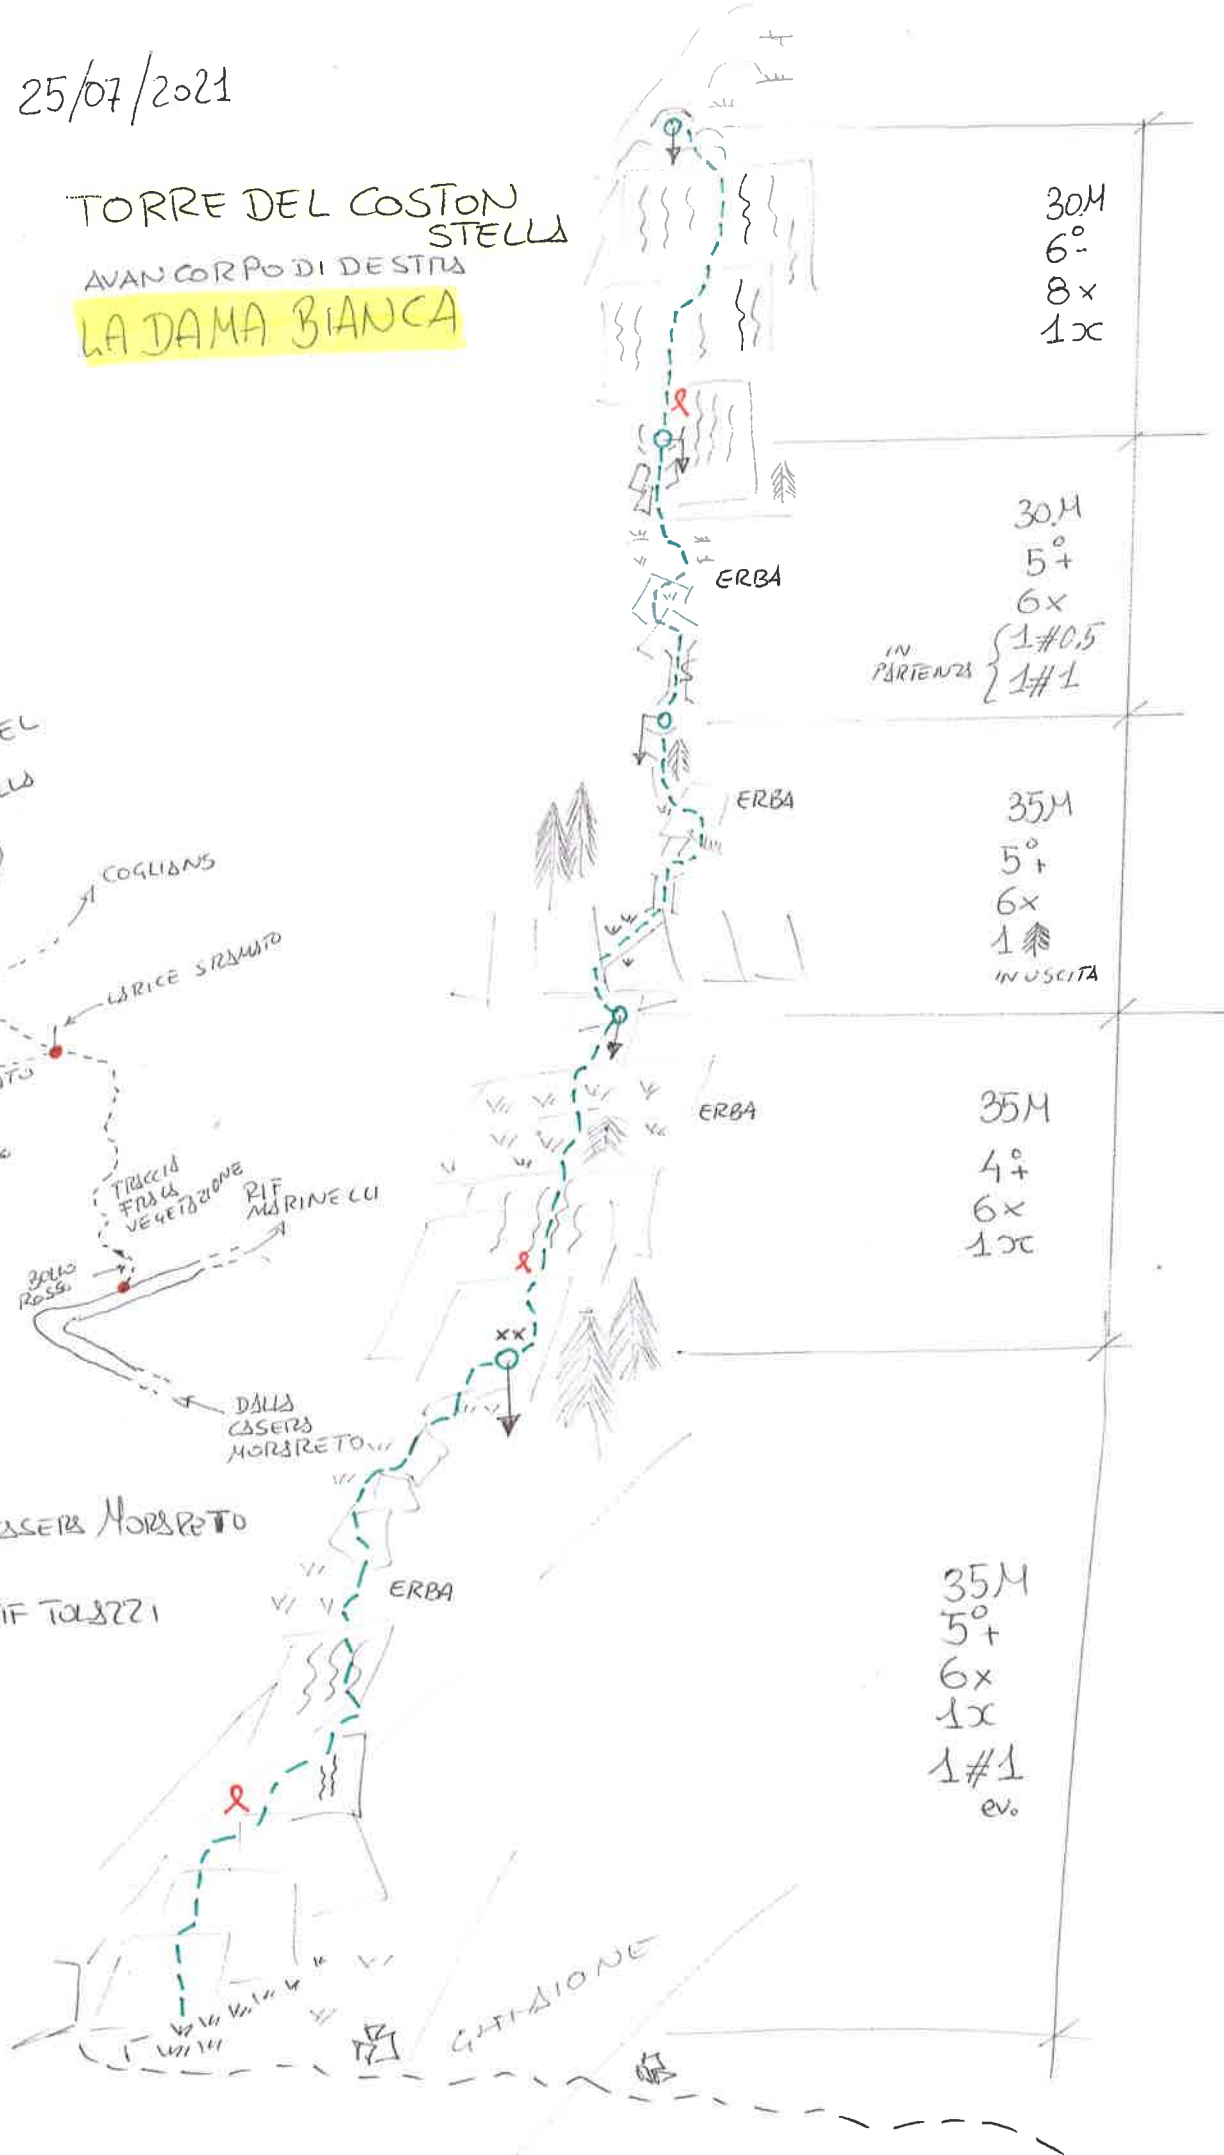 25/07/2021
TORRE DEL COSTON
STELLA
AVANCORPO DI DESTRA
LA DAMA BIANCA
30M
6°-
8x
1x
30M
5°+
6x
IN PARTENZA { 1#0,5
1#1
ERBA
35M
5°+
6x
1
IN USCITA
ERBA
COGLIANS
LARICE SRAMATO
35M
4°+
6x
1x
ERBA
TRACCIA
FRA LA
VEGETAZIONE
RIF
MARINELLI
BOLLO
ROSSO
xx
DALLA
CASERA
MORARETO
CASERA MORARETO
RIF TOLAZZI
ERBA
35M
5°+
6x
1x
1#1
ev.
GHIAIONE